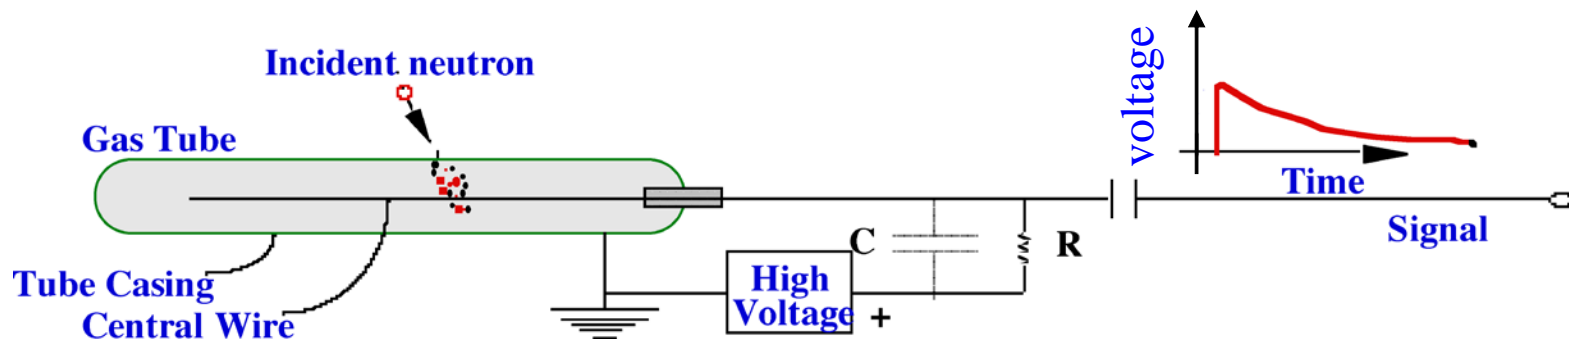 Incident neutron
Gas Tube
voltage
Time
Signal
C
R
High
Voltage +
Tube Casing
Central Wire